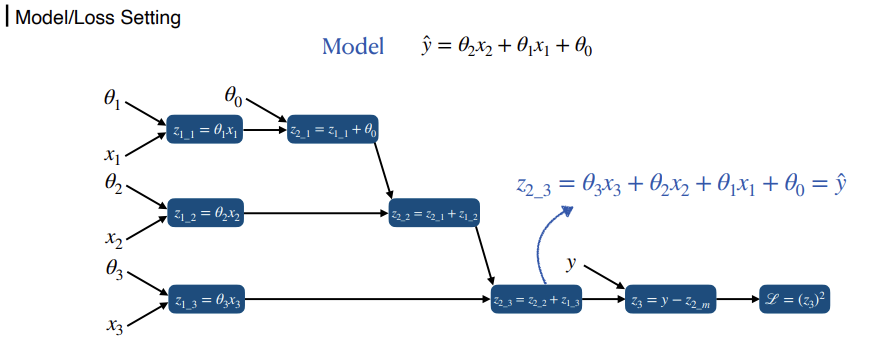 Model/Loss Setting
Model ŷ = θ₂x₂ + θ₁x₁ + θ₀
θ₁
θ₀
z₁_₁ = θ₁x₁
z₂_₁ = z₁_₁ + θ₀
x₁
θ₂
z₂_₃ = θ₃x₃ + θ₂x₂ + θ₁x₁ + θ₀ = ŷ
z₁_₂ = θ₂x₂
z₂_₂ = z₂_₁ + z₁_₂
x₂
θ₃
y
z₁_₃ = θ₃x₃
z₂_₃ = z₂_₂ + z₁_₃
z₃ = y − z₂_ₘ
ℒ = (z₃)²
x₃